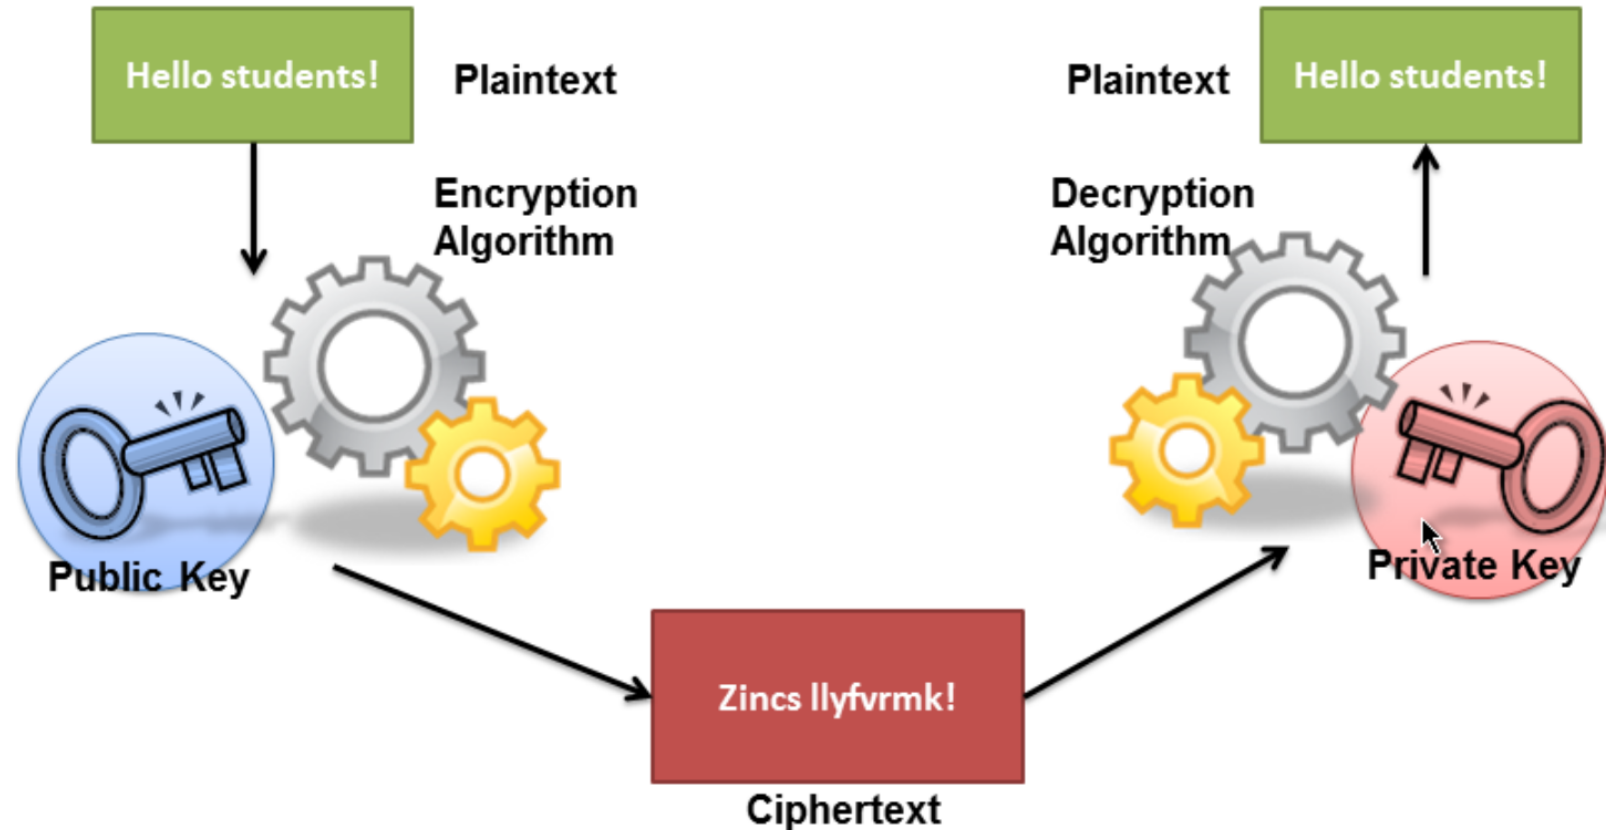 Hello students!
Plaintext
Plaintext
Hello students!
Encryption
Algorithm
Decryption
Algorithm
Public Key
Private Key
Zincs llyfvrmk!
Ciphertext